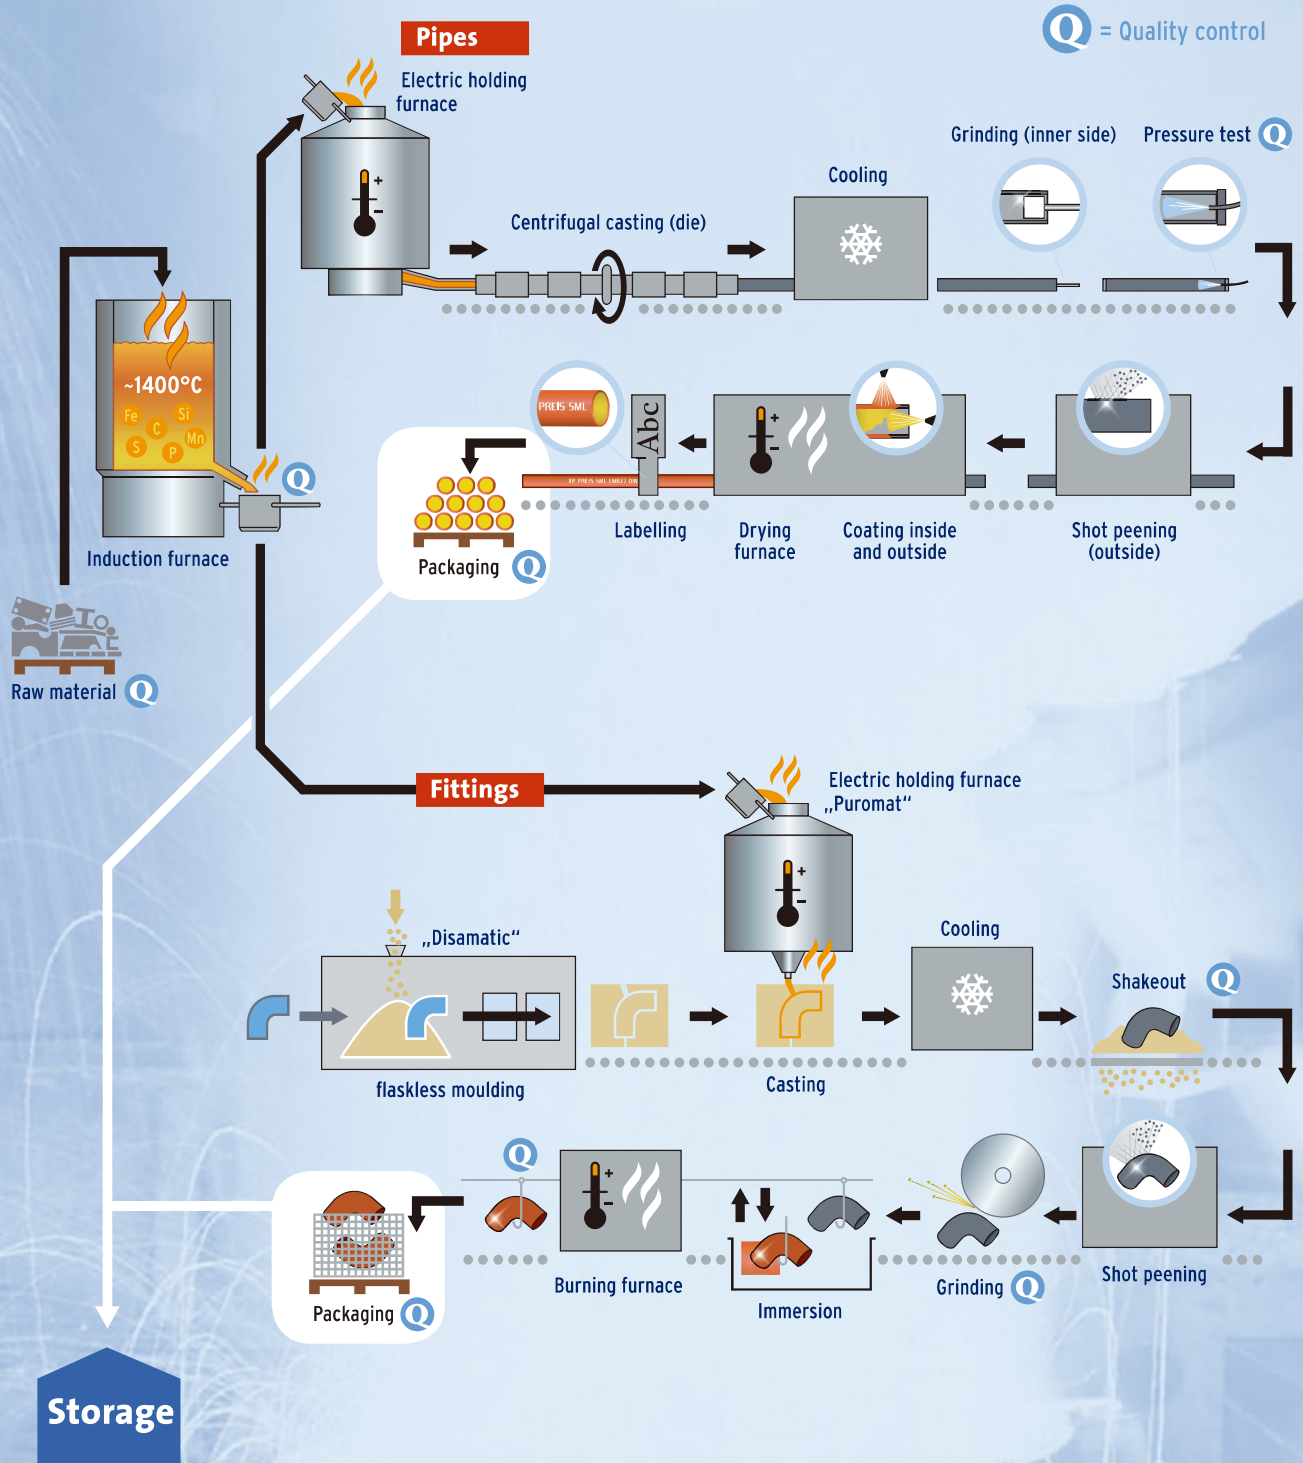 Pipes
Q = Quality control
Electric holding
furnace
Grinding (inner side)
Pressure test Q
Cooling
Centrifugal casting (die)
+
–
~1400°C
Fe
Si
C
Mn
S
P
Q
Induction furnace
PREIS SML
Abc
+
–
Labelling
Drying
furnace
Coating inside
and outside
Shot peening
(outside)
Packaging Q
Raw material Q
Fittings
Electric holding furnace
„Puromat“
+
–
„Disamatic“
Cooling
Shakeout Q
flaskless moulding
Casting
Q
+
–
Burning furnace
Immersion
Grinding Q
Shot peening
Packaging Q
Storage